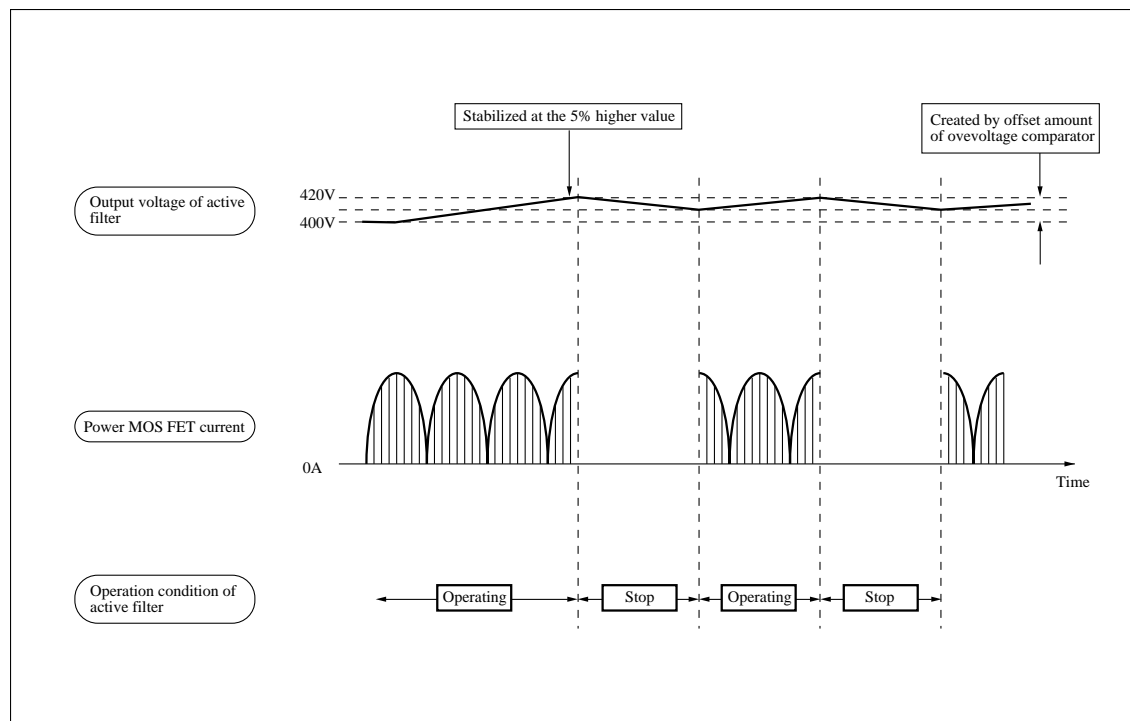 Stabilized at the 5% higher value
Created by offset amount
of ovevoltage comparator
Output voltage of active
filter
420V
400V
Power MOS FET current
0A
Time
Operation condition of
active filter
Operating
Stop
Operating
Stop